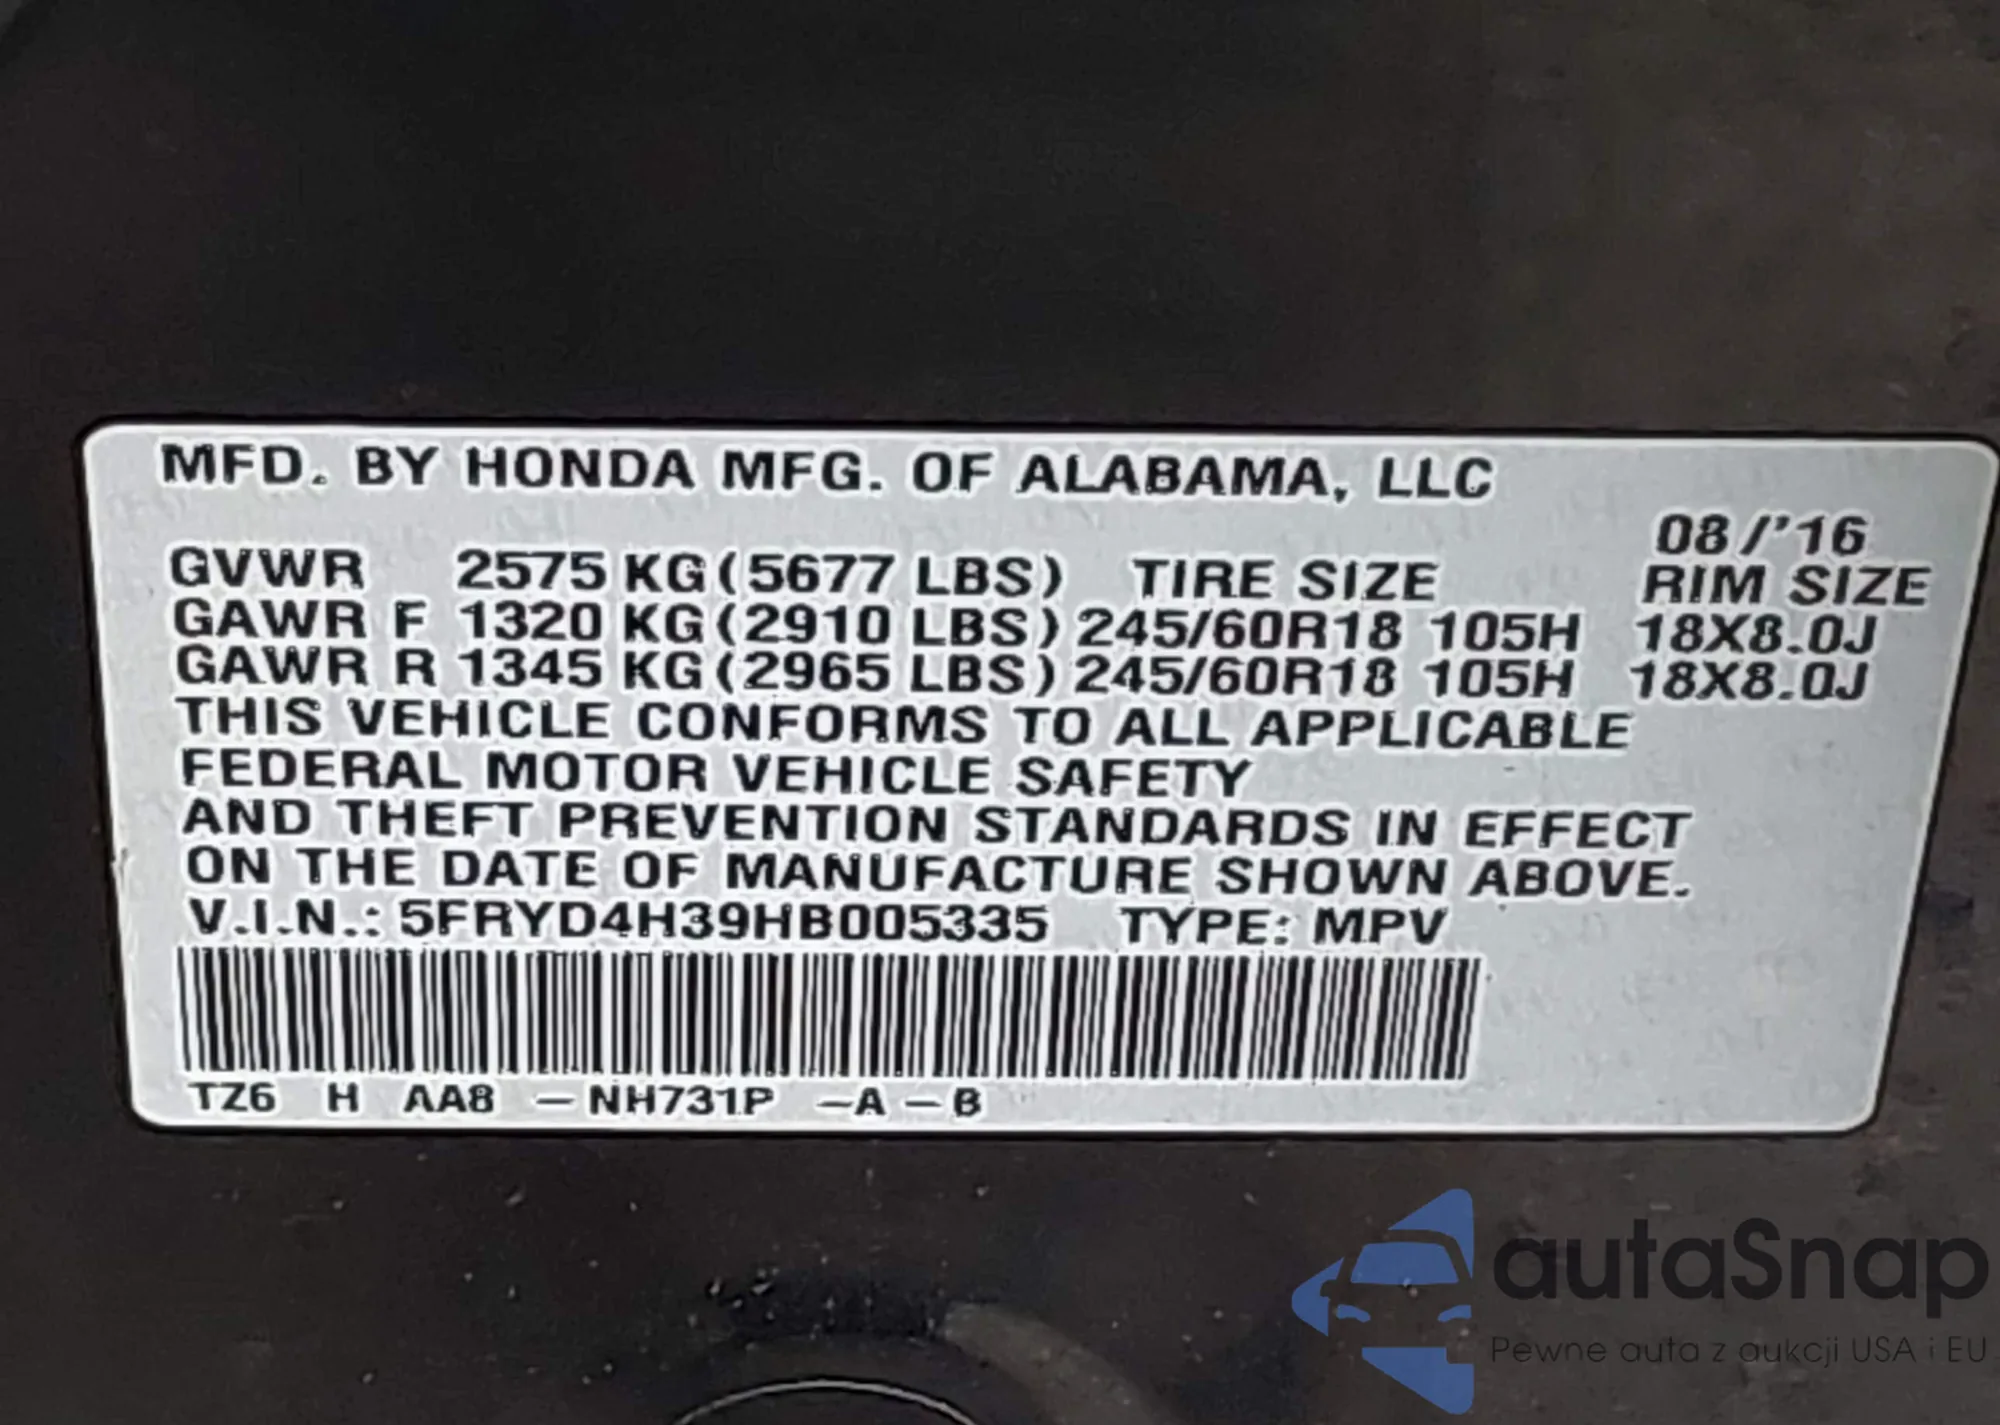 MFD. BY HONDA MFG. OF ALABAMA, LLC
08/'16
GVWR 2575 KG (5677 LBS) TIRE SIZE RIM SIZE
GAWR F 1320 KG (2910 LBS) 245/60R18 105H 18X8.0J
GAWR R 1345 KG (2965 LBS) 245/60R18 105H 18X8.0J
THIS VEHICLE CONFORMS TO ALL APPLICABLE
FEDERAL MOTOR VEHICLE SAFETY
AND THEFT PREVENTION STANDARDS IN EFFECT
ON THE DATE OF MANUFACTURE SHOWN ABOVE.
V.I.N.: 5FRYD4H39HB005335 TYPE: MPV
TZ6 H AA8 – NH731P –A – B
autaSnap
Pewne auta z aukcji USA i EU